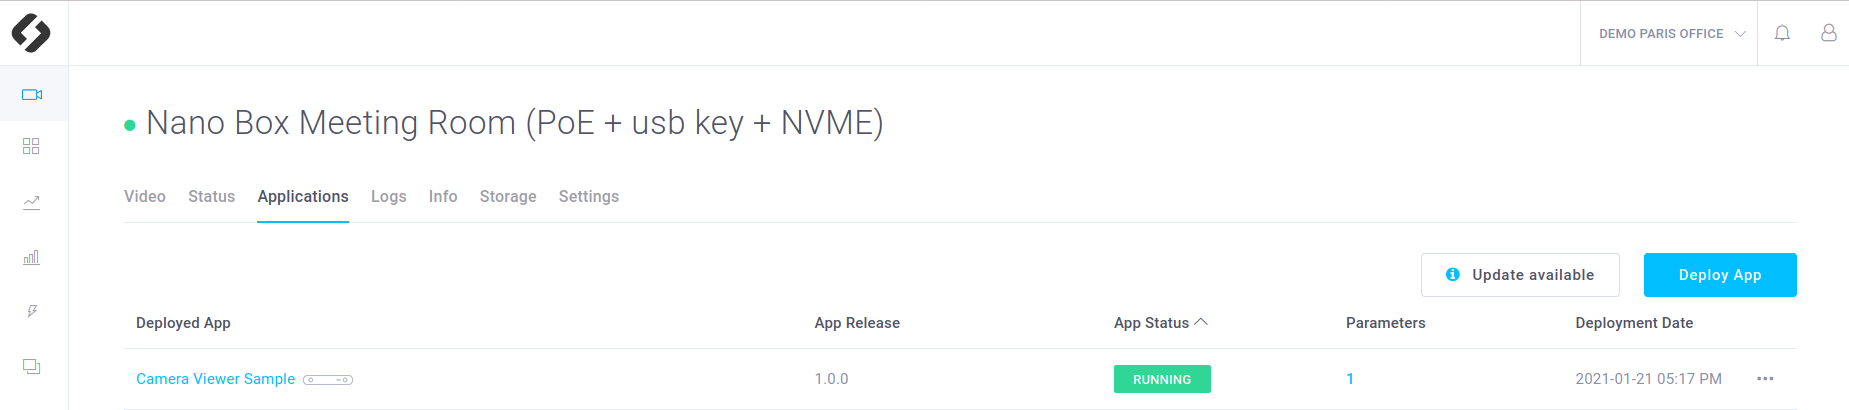 DEMO PARIS OFFICE
Nano Box Meeting Room (PoE + usb key + NVME)
Video Status Applications Logs Info Storage Settings
Update available Deploy App
Deployed App App Release App Status Parameters Deployment Date
Camera Viewer Sample 1.0.0 RUNNING 1 2021-01-21 05:17 PM